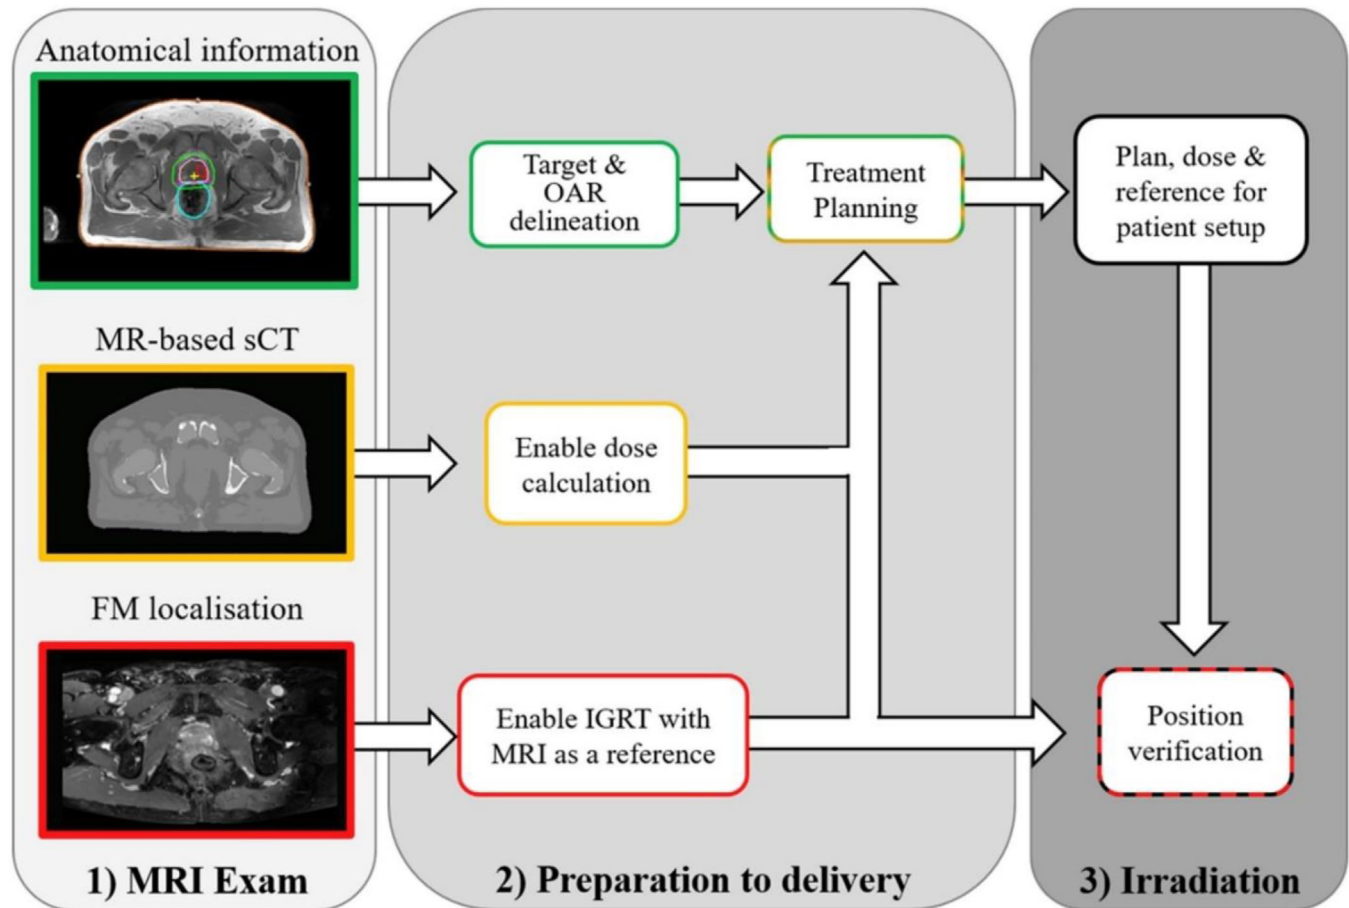 Anatomical information
Target &
OAR
delineation
Treatment
Planning
Plan, dose &
reference for
patient setup
MR-based sCT
Enable dose
calculation
FM localisation
Enable IGRT with
MRI as a reference
Position
verification
1) MRI Exam
2) Preparation to delivery
3) Irradiation